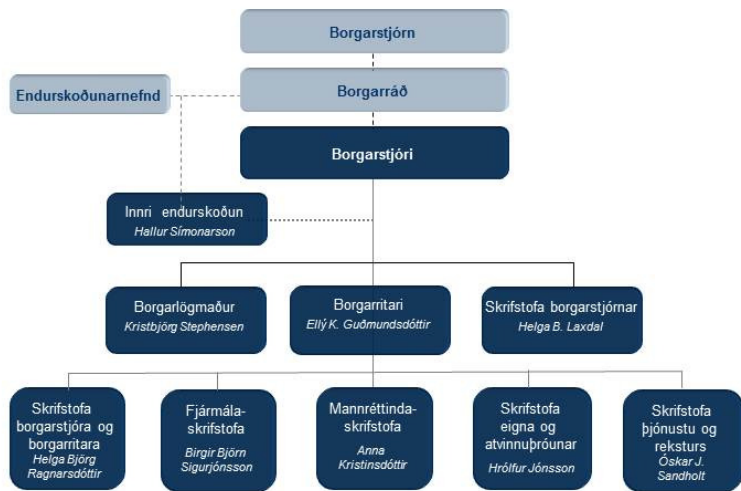 Borgarstjórn
Endurskoðunarnefnd
Borgarráð
Borgarstjóri
Innri endurskoðun
Hallur Símonarson
Borgarlögmaður
Kristbjörg Stephensen
Borgarritari
Ellý K. Guðmundsdóttir
Skrifstofa borgarstjórnar
Helga B. Laxdal
Skrifstofa
borgarstjóra og
borgarritara
Helga Björg
Ragnarsdóttir
Fjármála-
skrifstofa
Birgir Björn
Sigurjónsson
Mannréttinda-
skrifstofa
Anna
Kristinsdóttir
Skrifstofa
eigna og
atvinnuþróunar
Hrólfur Jónsson
Skrifstofa
þjónustu og
reksturs
Óskar J.
Sandholt